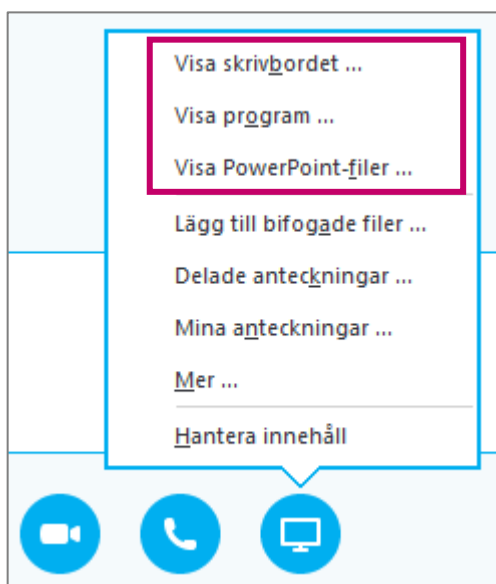 Visa skrivbordet ...
Visa program ...
Visa PowerPoint-filer ...
Lägg till bifogade filer ...
Delade anteckningar ...
Mina anteckningar ...
Mer ...
Hantera innehåll